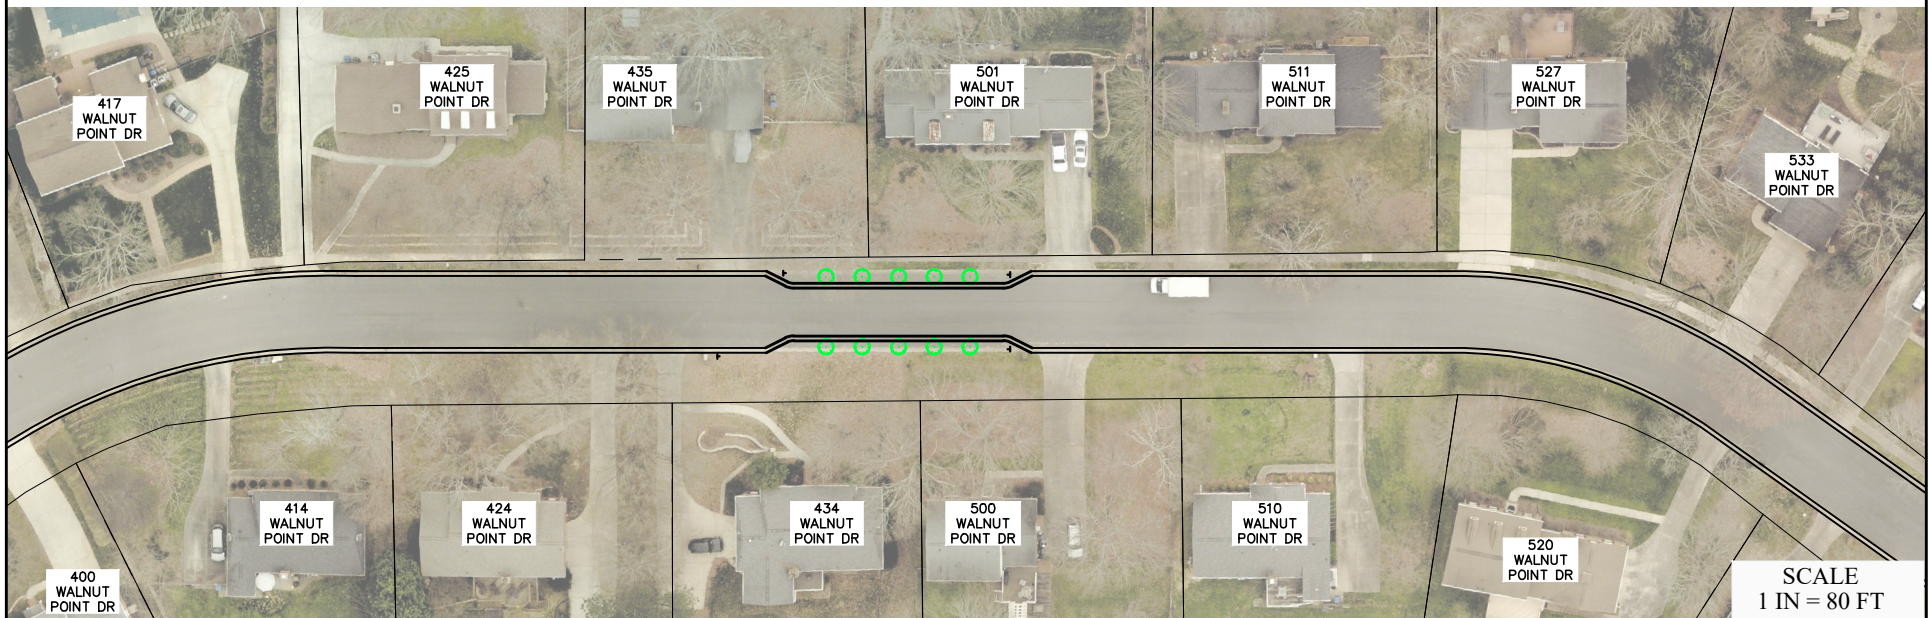 417
WALNUT
POINT DR
425
WALNUT
POINT DR
435
WALNUT
POINT DR
501
WALNUT
POINT DR
511
WALNUT
POINT DR
527
WALNUT
POINT DR
533
WALNUT
POINT DR
400
WALNUT
POINT DR
414
WALNUT
POINT DR
424
WALNUT
POINT DR
434
WALNUT
POINT DR
500
WALNUT
POINT DR
510
WALNUT
POINT DR
520
WALNUT
POINT DR
SCALE
1 IN = 80 FT